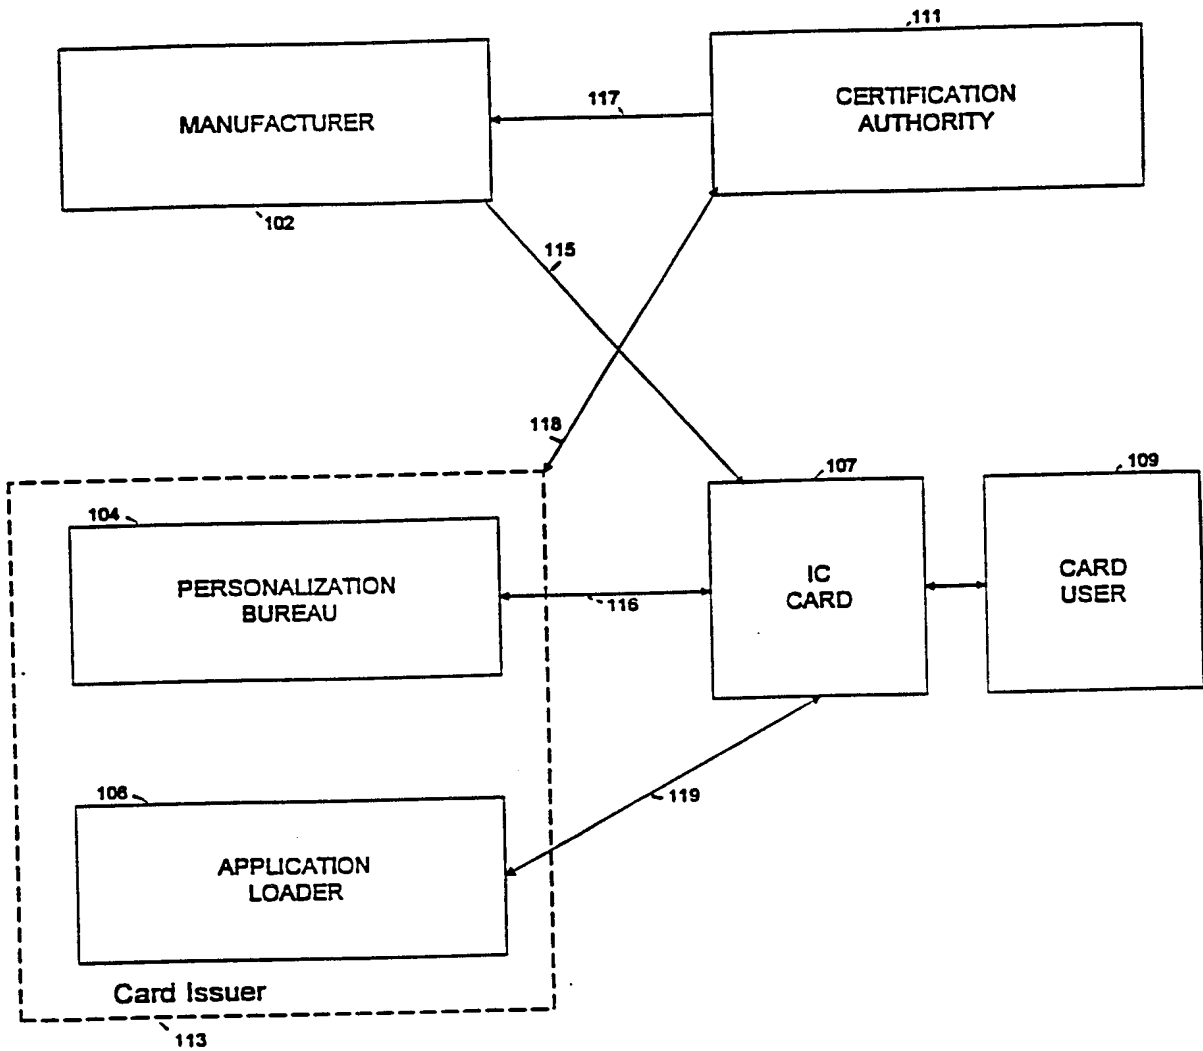 111
MANUFACTURER
117
CERTIFICATION
AUTHORITY
102
115
118
107
109
104
PERSONALIZATION
BUREAU
116
IC
CARD
CARD
USER
106
119
APPLICATION
LOADER
Card Issuer
113